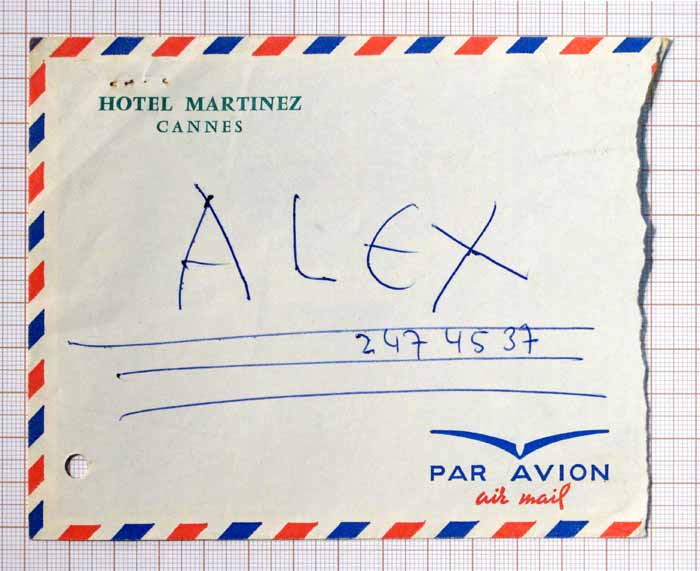 HOTEL MARTINEZ
CANNES
ALEX
247 45 37
PAR AVION
air mail